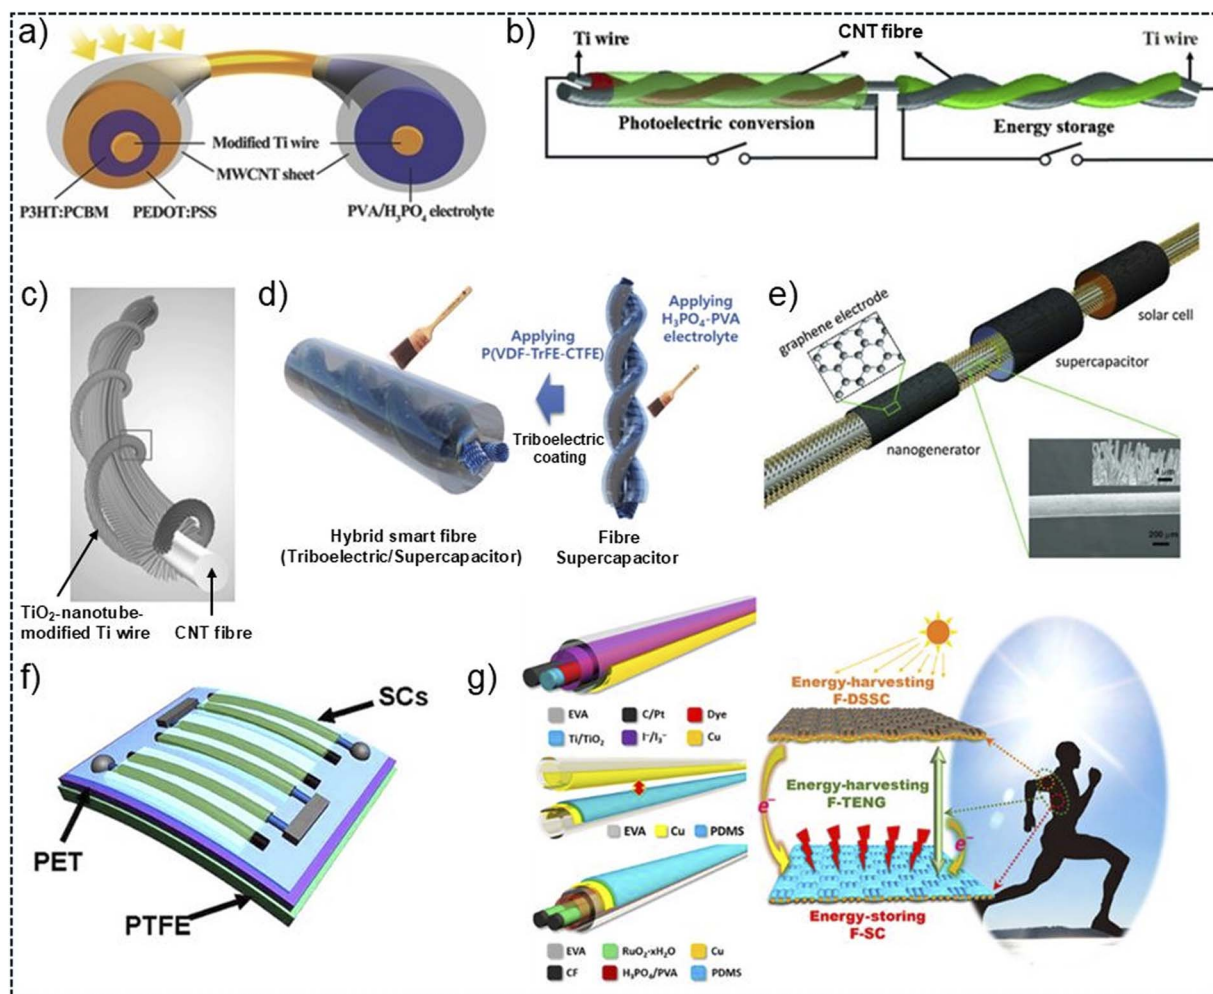 a)
Modified Ti wire
MWCNT sheet
P3HT:PCBM
PEDOT:PSS
PVA/H₃PO₄ electrolyte
b)
Ti wire
CNT fibre
Ti wire
Photoelectric conversion
Energy storage
c)
TiO₂-nanotube-
modified Ti wire
CNT fibre
d)
Applying
P(VDF-TrFE-CTFE)
Triboelectric
coating
Applying
H₃PO₄-PVA
electrolyte
Hybrid smart fibre
(Triboelectric/Supercapacitor)
Fibre
Supercapacitor
e)
graphene electrode
solar cell
supercapacitor
nanogenerator
4 μm
200 μm
f)
SCs
PET
PTFE
g)
EVA
C/Pt
Dye
Ti/TiO₂
I⁻/I₃⁻
Cu
EVA
Cu
PDMS
EVA
RuO₂·xH₂O
Cu
CF
H₃PO₄/PVA
PDMS
Energy-harvesting
F-DSSC
Energy-harvesting
F-TENG
e⁻
e⁻
Energy-storing
F-SC